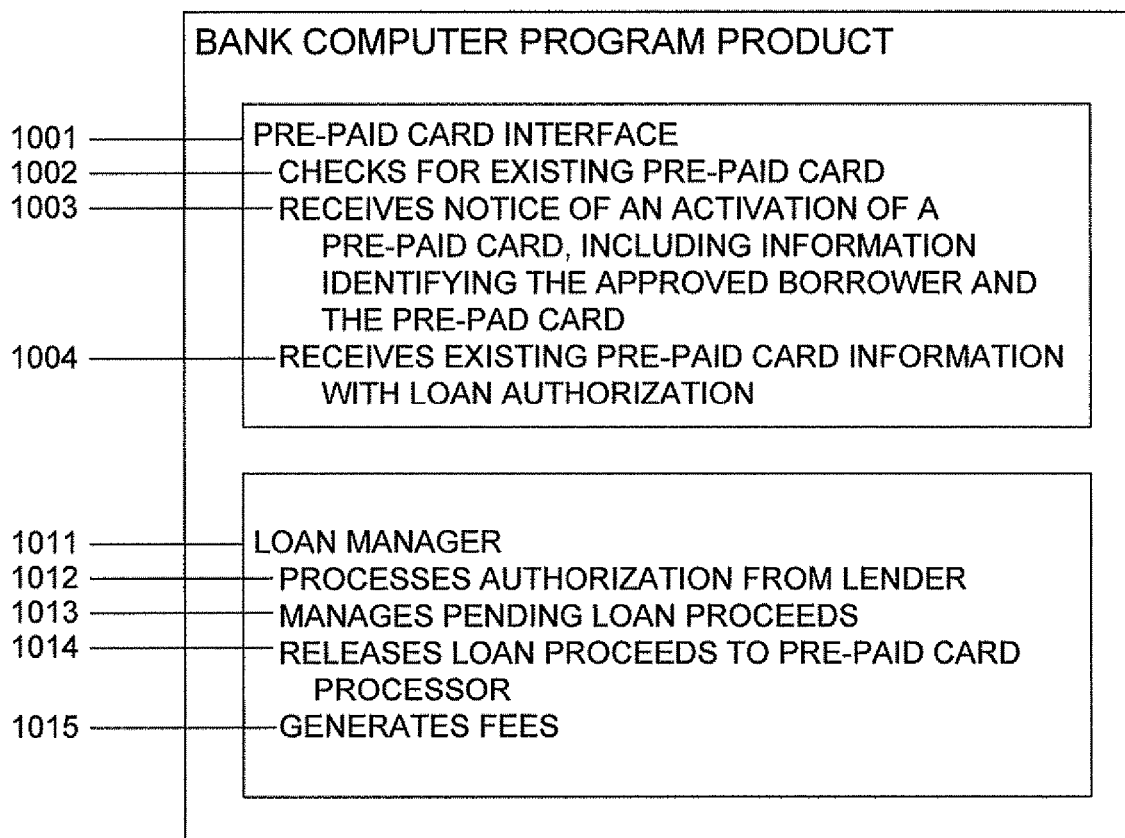 BANK COMPUTER PROGRAM PRODUCT
1001 PRE-PAID CARD INTERFACE
1002 CHECKS FOR EXISTING PRE-PAID CARD
1003 RECEIVES NOTICE OF AN ACTIVATION OF A
PRE-PAID CARD, INCLUDING INFORMATION
IDENTIFYING THE APPROVED BORROWER AND
THE PRE-PAD CARD
1004 RECEIVES EXISTING PRE-PAID CARD INFORMATION
WITH LOAN AUTHORIZATION
1011 LOAN MANAGER
1012 PROCESSES AUTHORIZATION FROM LENDER
1013 MANAGES PENDING LOAN PROCEEDS
1014 RELEASES LOAN PROCEEDS TO PRE-PAID CARD
PROCESSOR
1015 GENERATES FEES